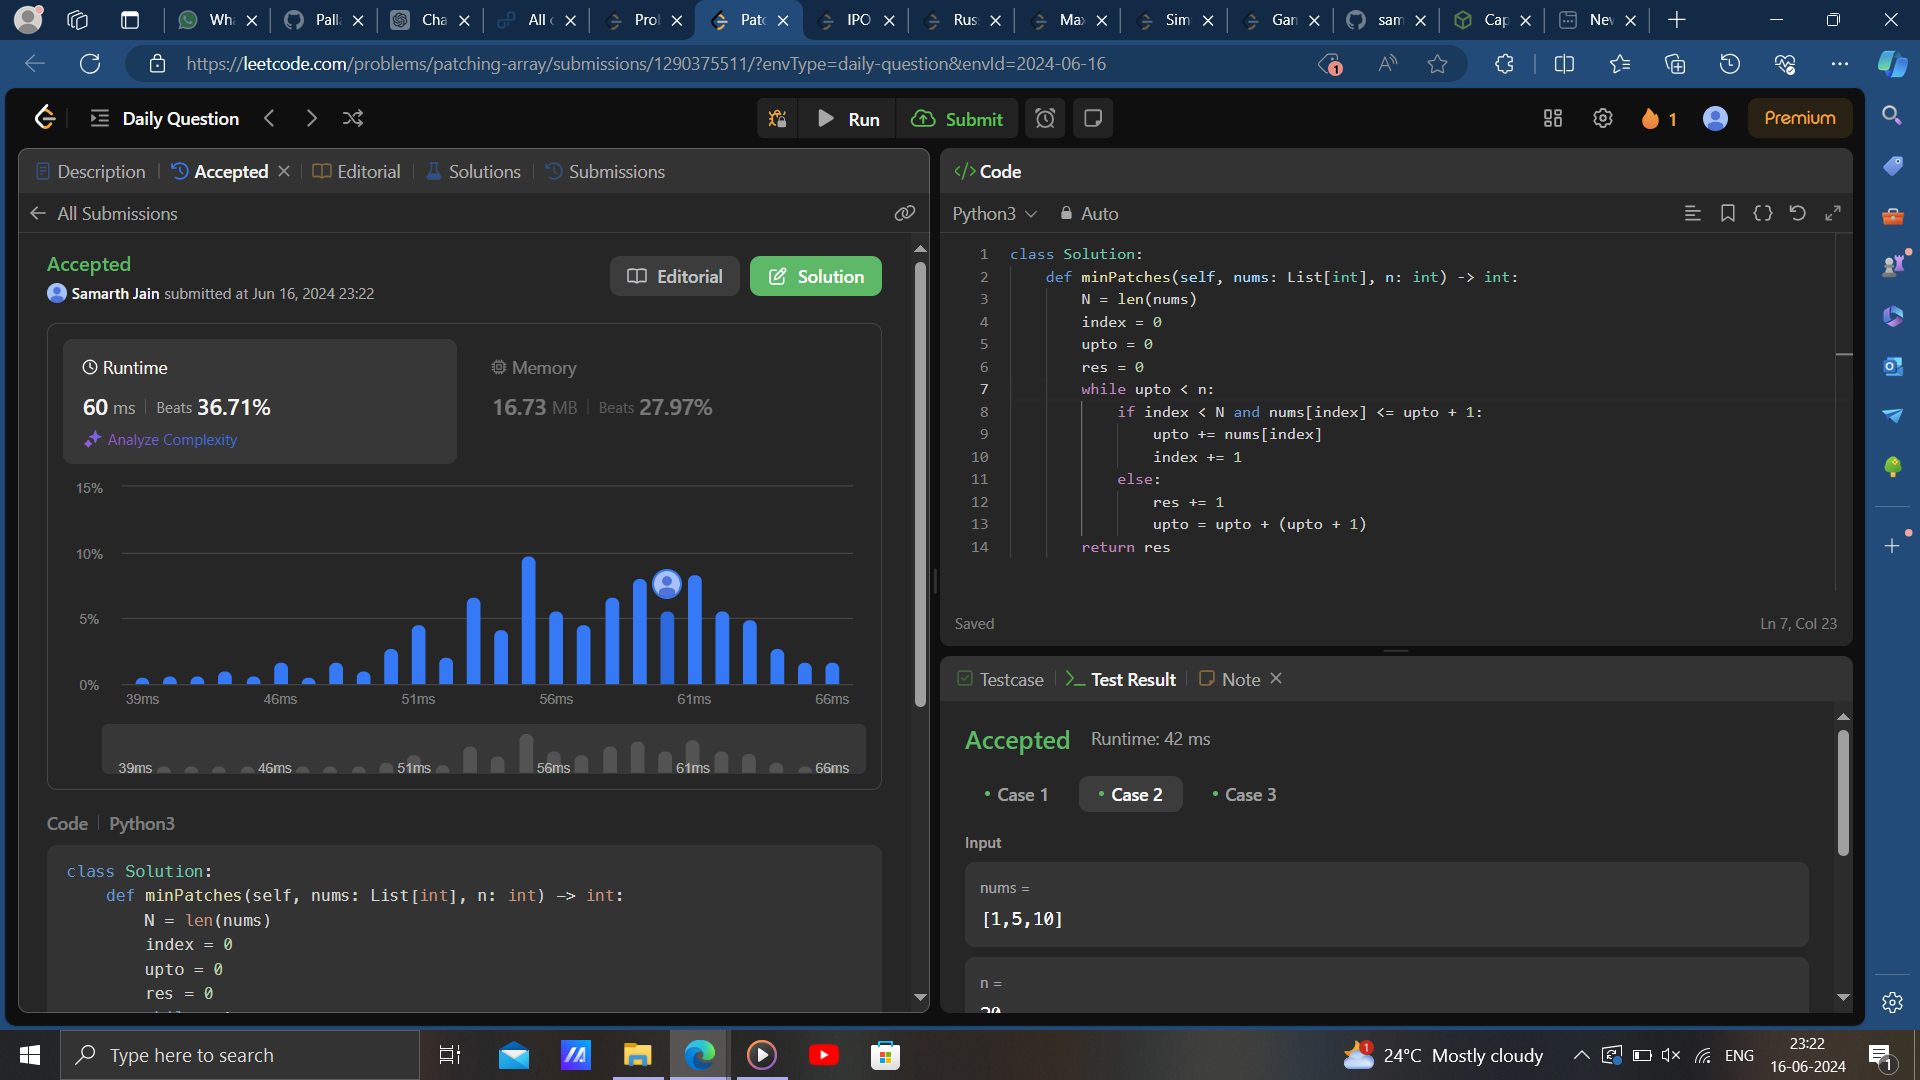 Wha
Palla
Cha
All c
Prol
Patc
IPO
Rus
Max
Sim
Gan
sam
Cap
Nev
https://leetcode.com/problems/patching-array/submissions/1290375511/?envType=daily-question&envId=2024-06-16
1
Daily Question
Run
Submit
1
Premium
Description
Accepted
Editorial
Solutions
Submissions
All Submissions
Accepted
Samarth Jain submitted at Jun 16, 2024 23:22
Editorial
Solution
Runtime
60 ms
Beats 36.71%
Analyze Complexity
Memory
16.73 MB
Beats 27.97%
15%
10%
5%
0%
39ms 46ms 51ms 56ms 61ms 66ms
39ms 46ms 51ms 56ms 61ms 66ms
Code
Python3
class Solution:
def minPatches(self, nums: List[int], n: int) -> int:
N = len(nums)
index = 0
upto = 0
res = 0
</> Code
Python3
Auto
1 class Solution:
2 def minPatches(self, nums: List[int], n: int) -> int:
3 N = len(nums)
4 index = 0
5 upto = 0
6 res = 0
7 while upto < n:
8 if index < N and nums[index] <= upto + 1:
9 upto += nums[index]
10 index += 1
11 else:
12 res += 1
13 upto = upto + (upto + 1)
14 return res
Saved
Ln 7, Col 23
Testcase
Test Result
Note
Accepted
Runtime: 42 ms
Case 1
Case 2
Case 3
Input
nums =
[1,5,10]
n =
20
Type here to search
1
24°C Mostly cloudy
ENG
23:22
16-06-2024
1